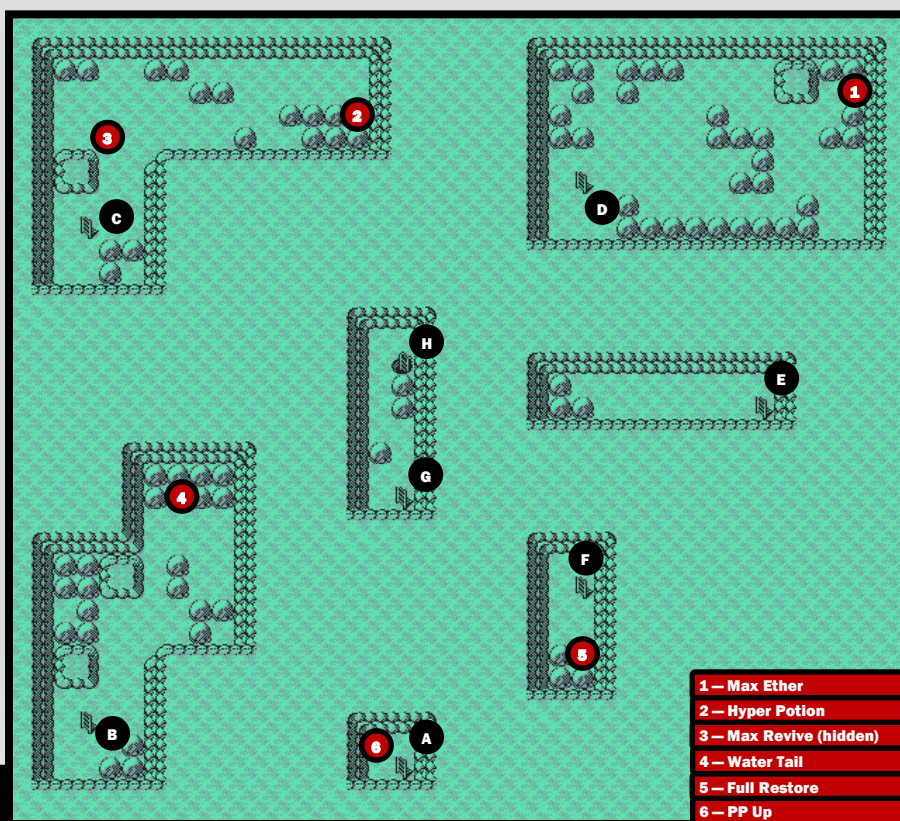 1
2
3
C
D
H
E
G
4
F
5
B
6
A
1 — Max Ether
2 — Hyper Potion
3 — Max Revive (hidden)
4 — Water Tail
5 — Full Restore
6 — PP Up